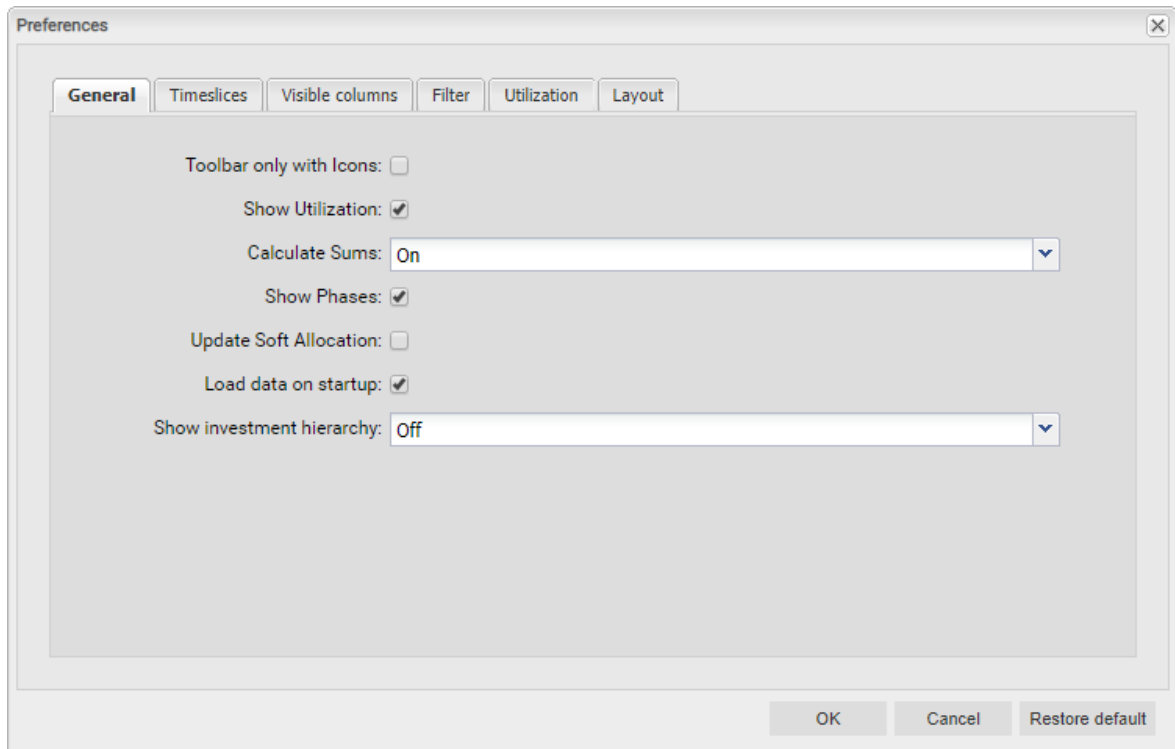 Preferences
General Timeslices Visible columns Filter Utilization Layout
Toolbar only with Icons:
Show Utilization:
Calculate Sums: On
Show Phases:
Update Soft Allocation:
Load data on startup:
Show investment hierarchy: Off
OK Cancel Restore default